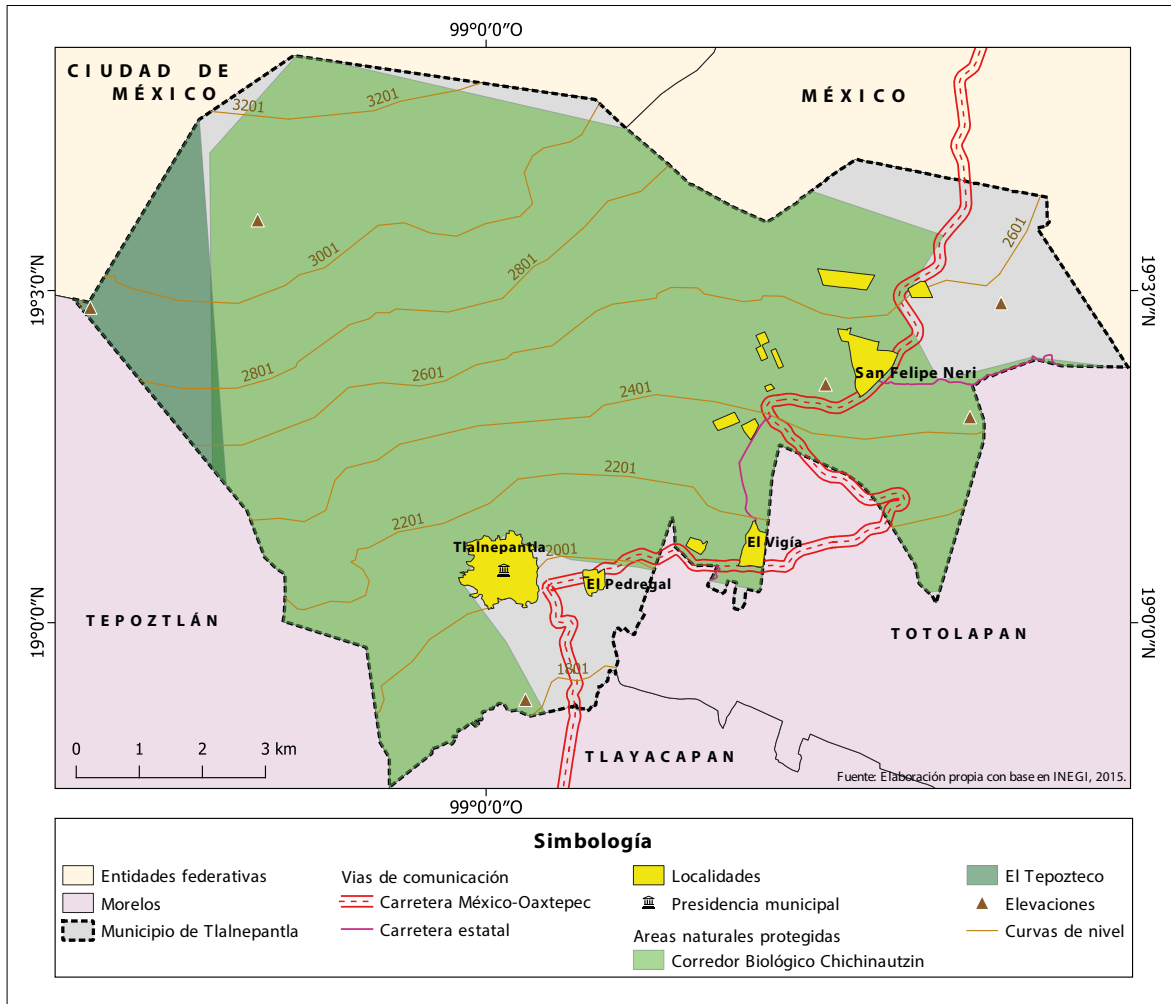 99°0′0″O
CIUDAD DE
MÉXICO
MÉXICO
3201
3201
3001
2801
2601
19°3′0″N
19°3′0″N
2801
2601
2401
San Felipe Neri
2201
2201
Tlalnepantla
2001
El Vigía
El Pedregal
19°0′0″N
19°0′0″N
TEPOZTLÁN
TOTOLAPAN
1801
0 1 2 3 km
TLAYACAPAN
Fuente: Elaboración propia con base en INEGI, 2015.
99°0′0″O
Simbología
Entidades federativas
Morelos
Municipio de Tlalnepantla
Vias de comunicación
Carretera México-Oaxtepec
Carretera estatal
Localidades
Presidencia municipal
Areas naturales protegidas
Corredor Biológico Chichinautzin
El Tepozteco
Elevaciones
Curvas de nivel